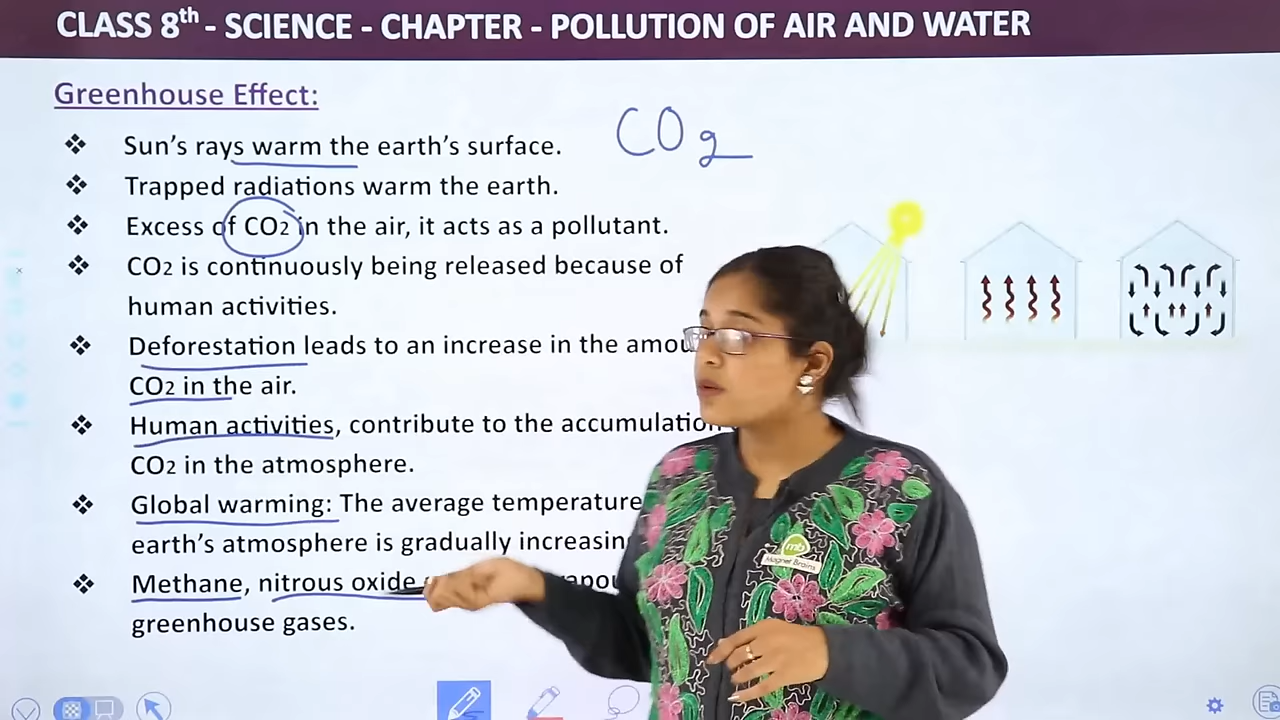 CLASS 8th - SCIENCE - CHAPTER - POLLUTION OF AIR AND WATER
Greenhouse Effect:
❖ Sun's rays warm the earth's surface.
CO2
❖ Trapped radiations warm the earth.
❖ Excess of CO2 in the air, it acts as a pollutant.
❖ CO2 is continuously being released because of
human activities.
❖ Deforestation leads to an increase in the
CO2 in the air.
❖ Human activities, contribute to the
CO2 in the atmosphere.
❖ Global warming: The average temperature
earth's atmosphere is gradually
❖ Methane, nitrous oxide
greenhouse gases.
mb
Magnet Brains